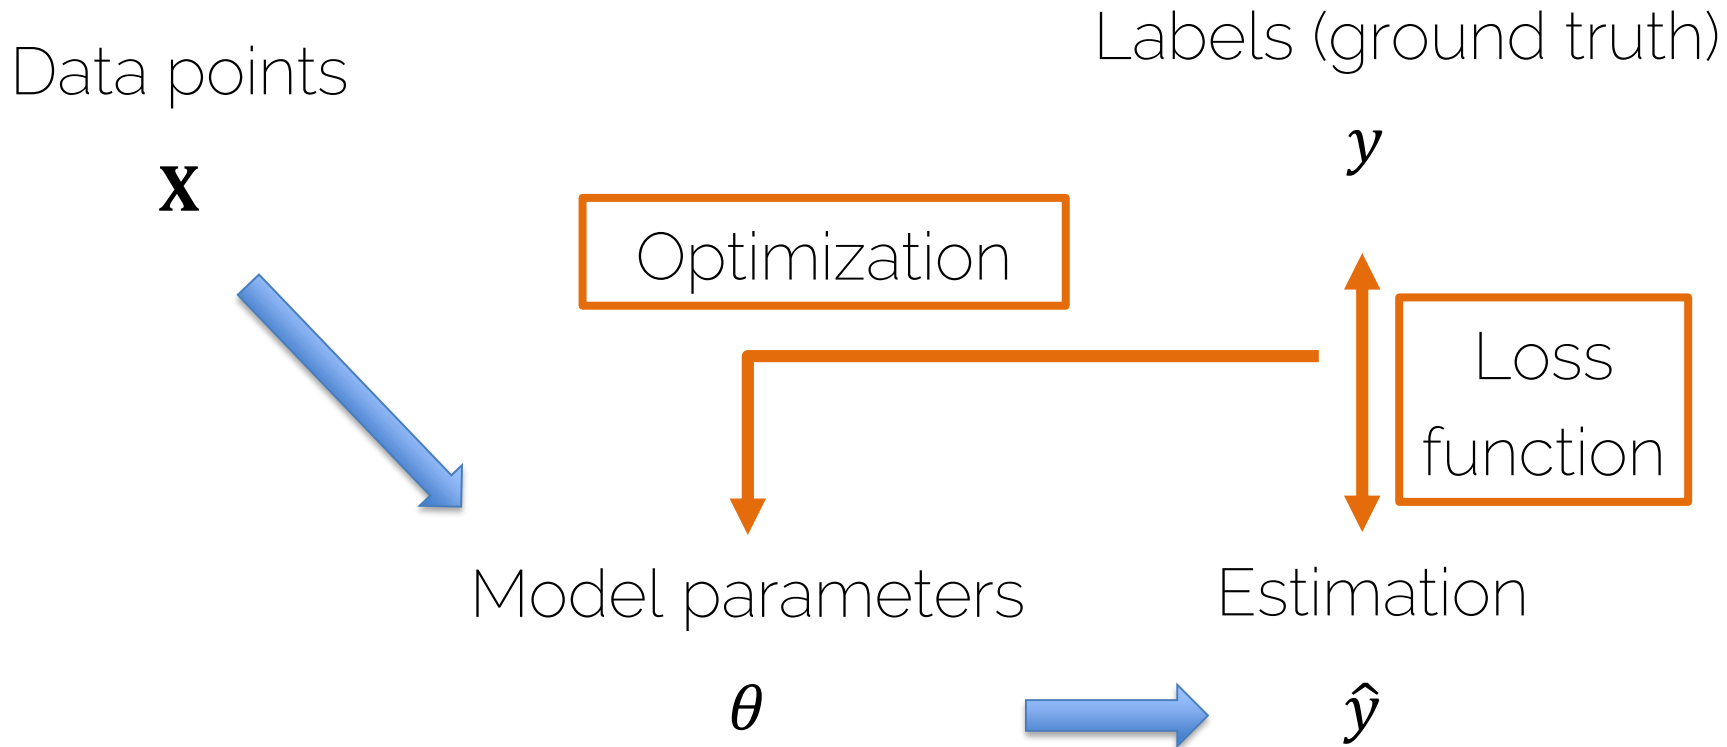 Data points
𝐱
Labels (ground truth)
y
Optimization
Loss
function
Model parameters
θ
Estimation
ŷ